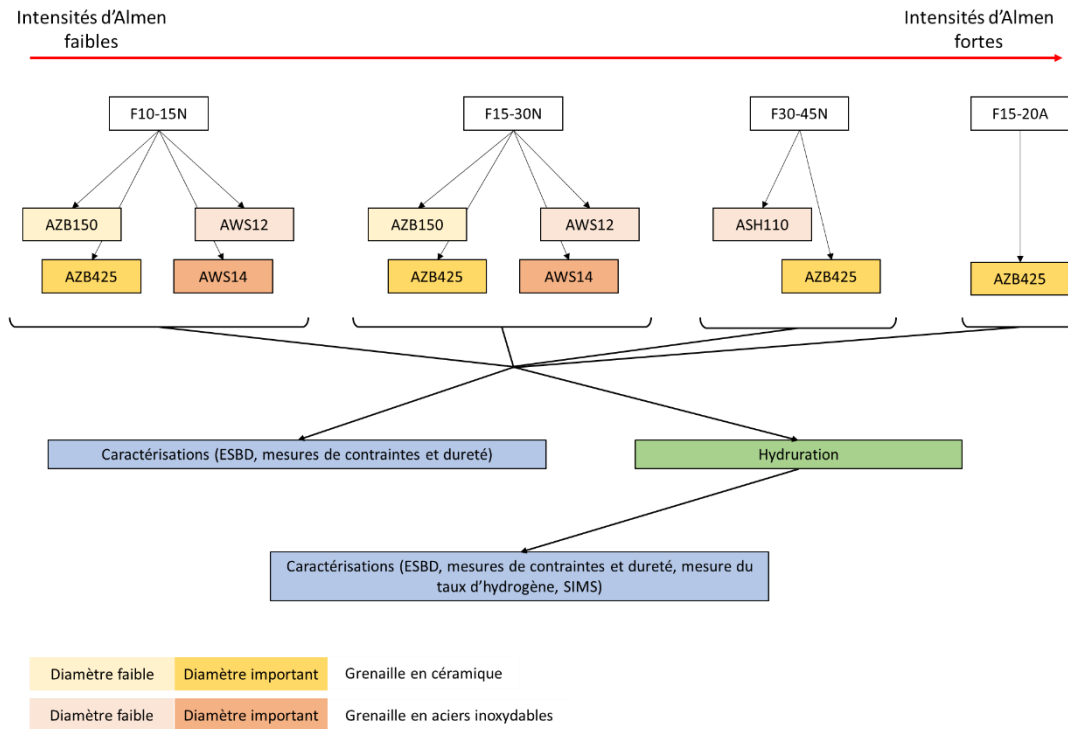 Intensités d'Almen
faibles
Intensités d'Almen
fortes
F10-15N
F15-30N
F30-45N
F15-20A
AZB150
AWS12
AZB150
AWS12
ASH110
AZB425
AWS14
AZB425
AWS14
AZB425
AZB425
Caractérisations (ESBD, mesures de contraintes et dureté)
Hydruration
Caractérisations (ESBD, mesures de contraintes et dureté, mesure du
taux d'hydrogène, SIMS)
Diamètre faible
Diamètre important
Grenaille en céramique
Diamètre faible
Diamètre important
Grenaille en aciers inoxydables